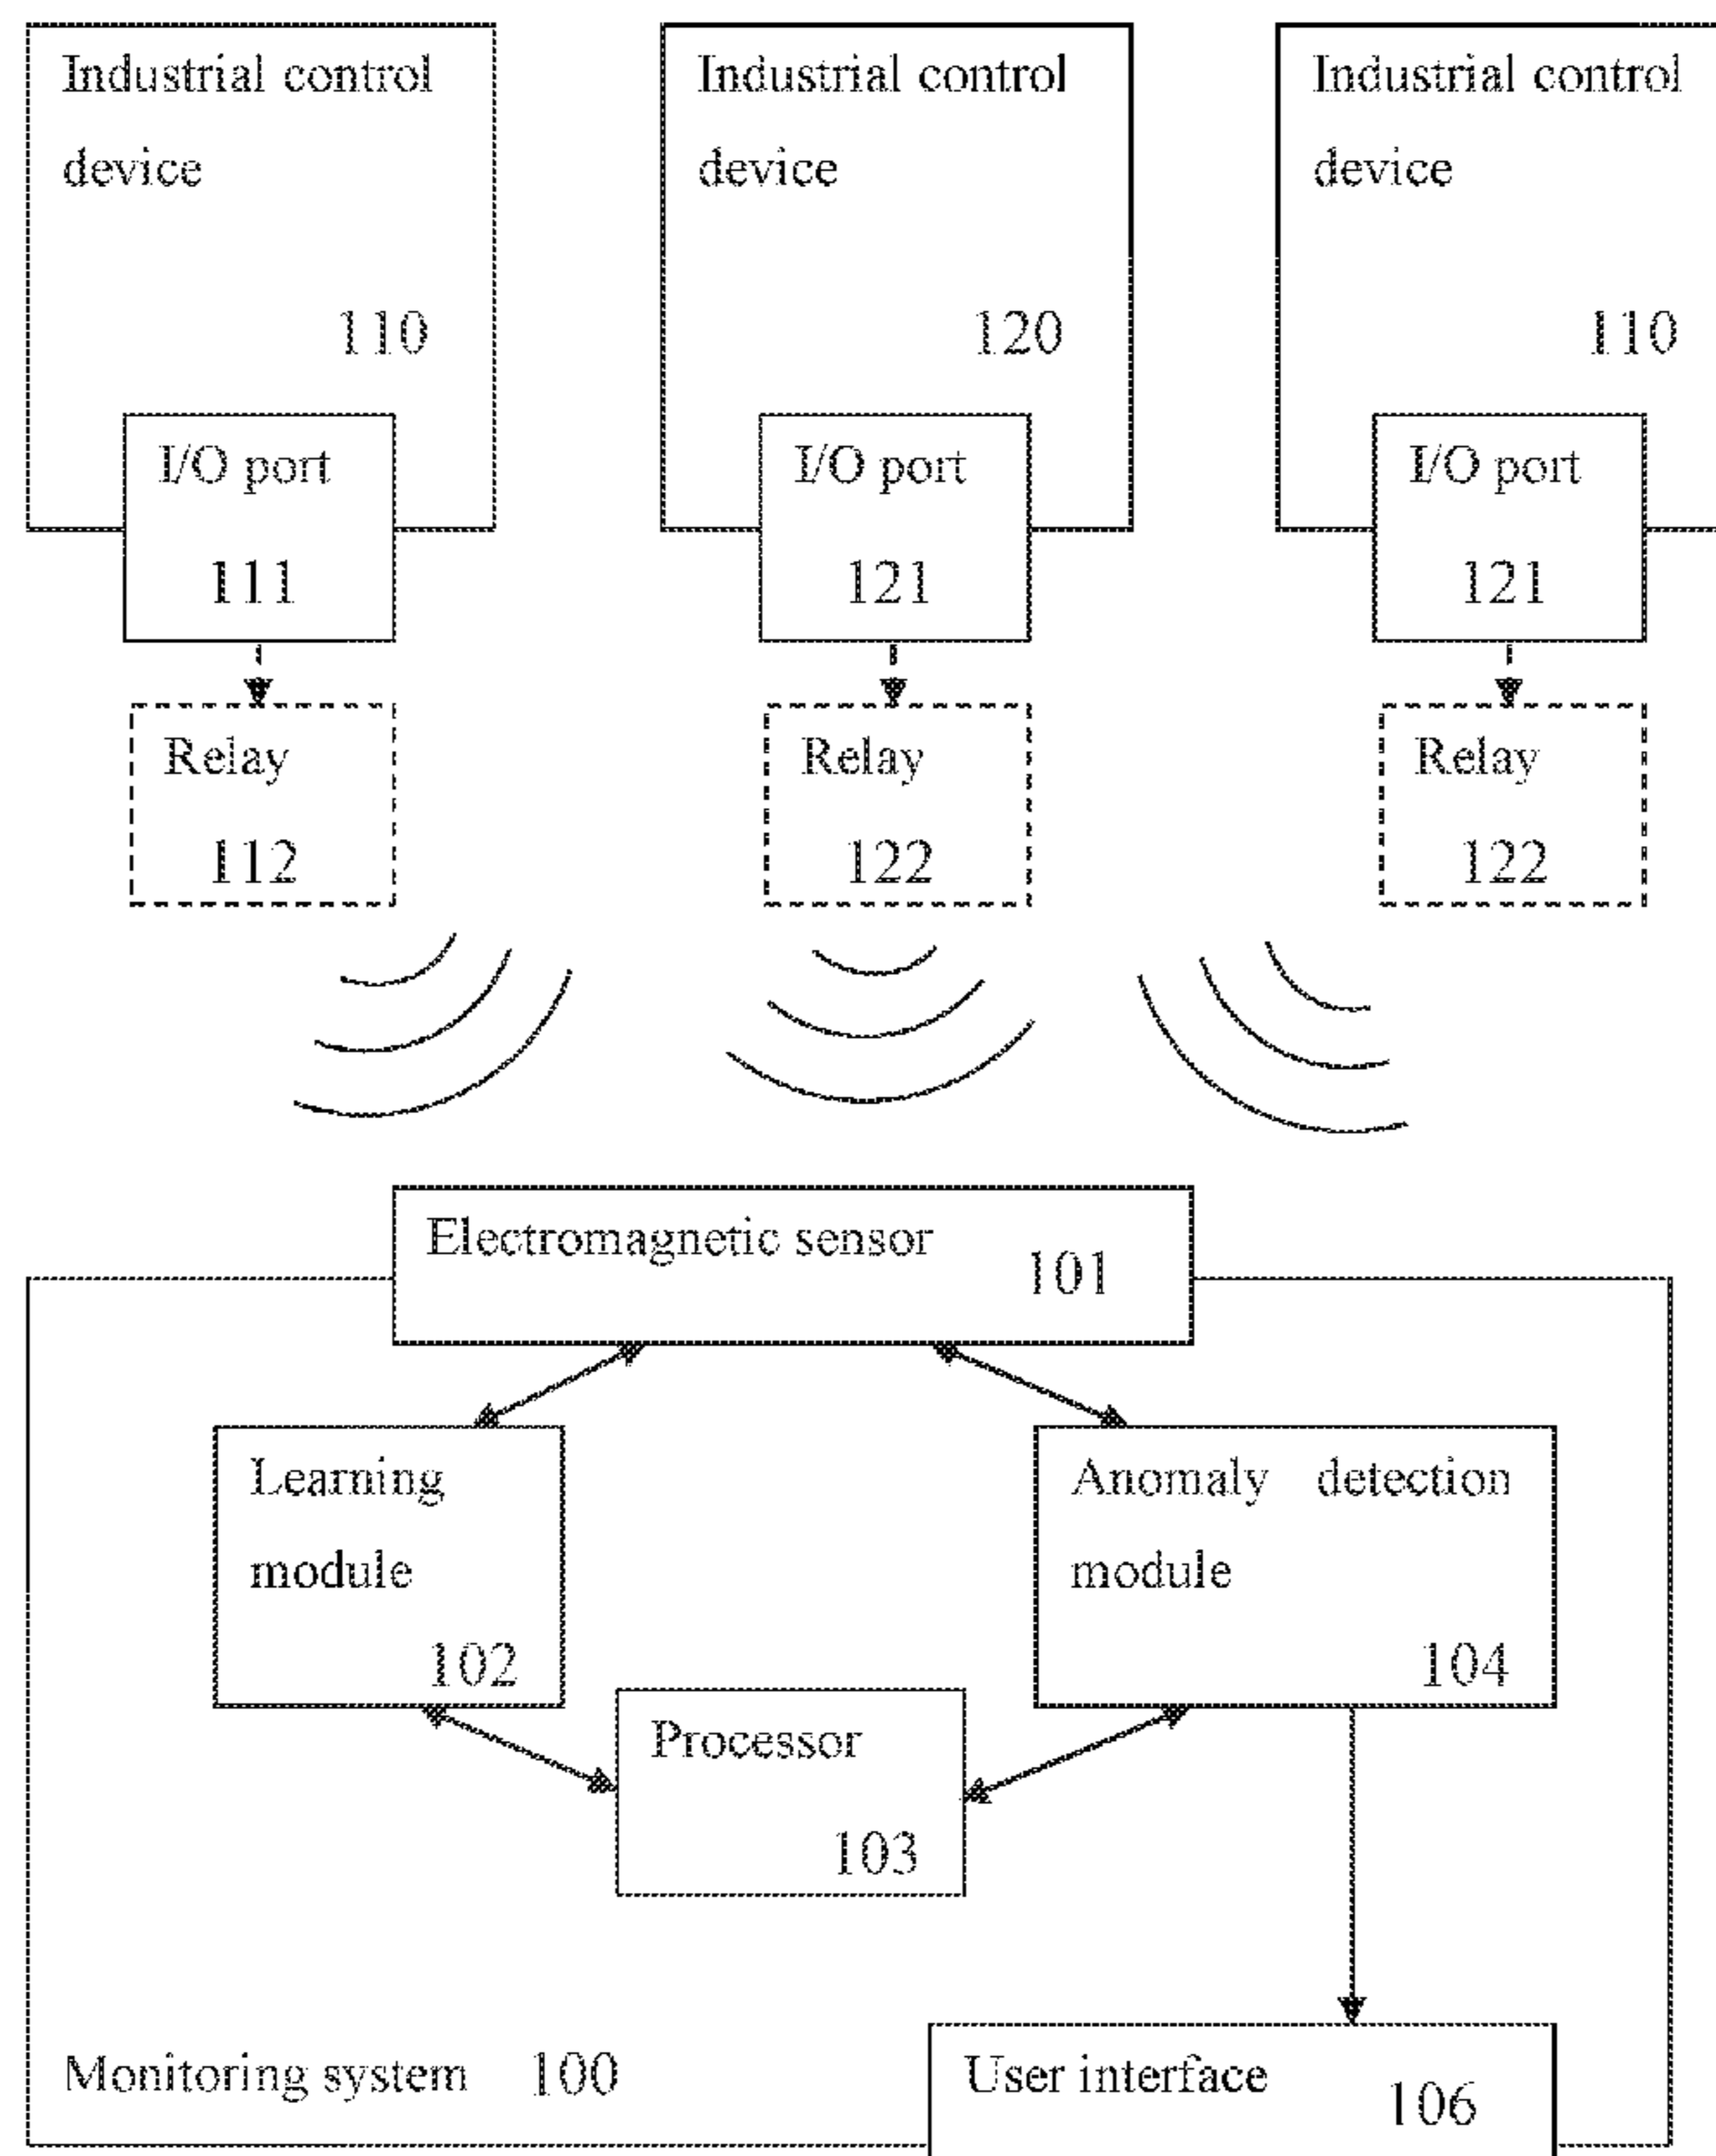 Industrial control
device
110
Industrial control
device
120
Industrial control
device
110
I/O port
111
I/O port
121
I/O port
121
Relay
112
Relay
122
Relay
122
Electromagnetic sensor
101
Learning
module
102
Anomaly detection
module
104
Processor
103
Monitoring system 100
User interface
106